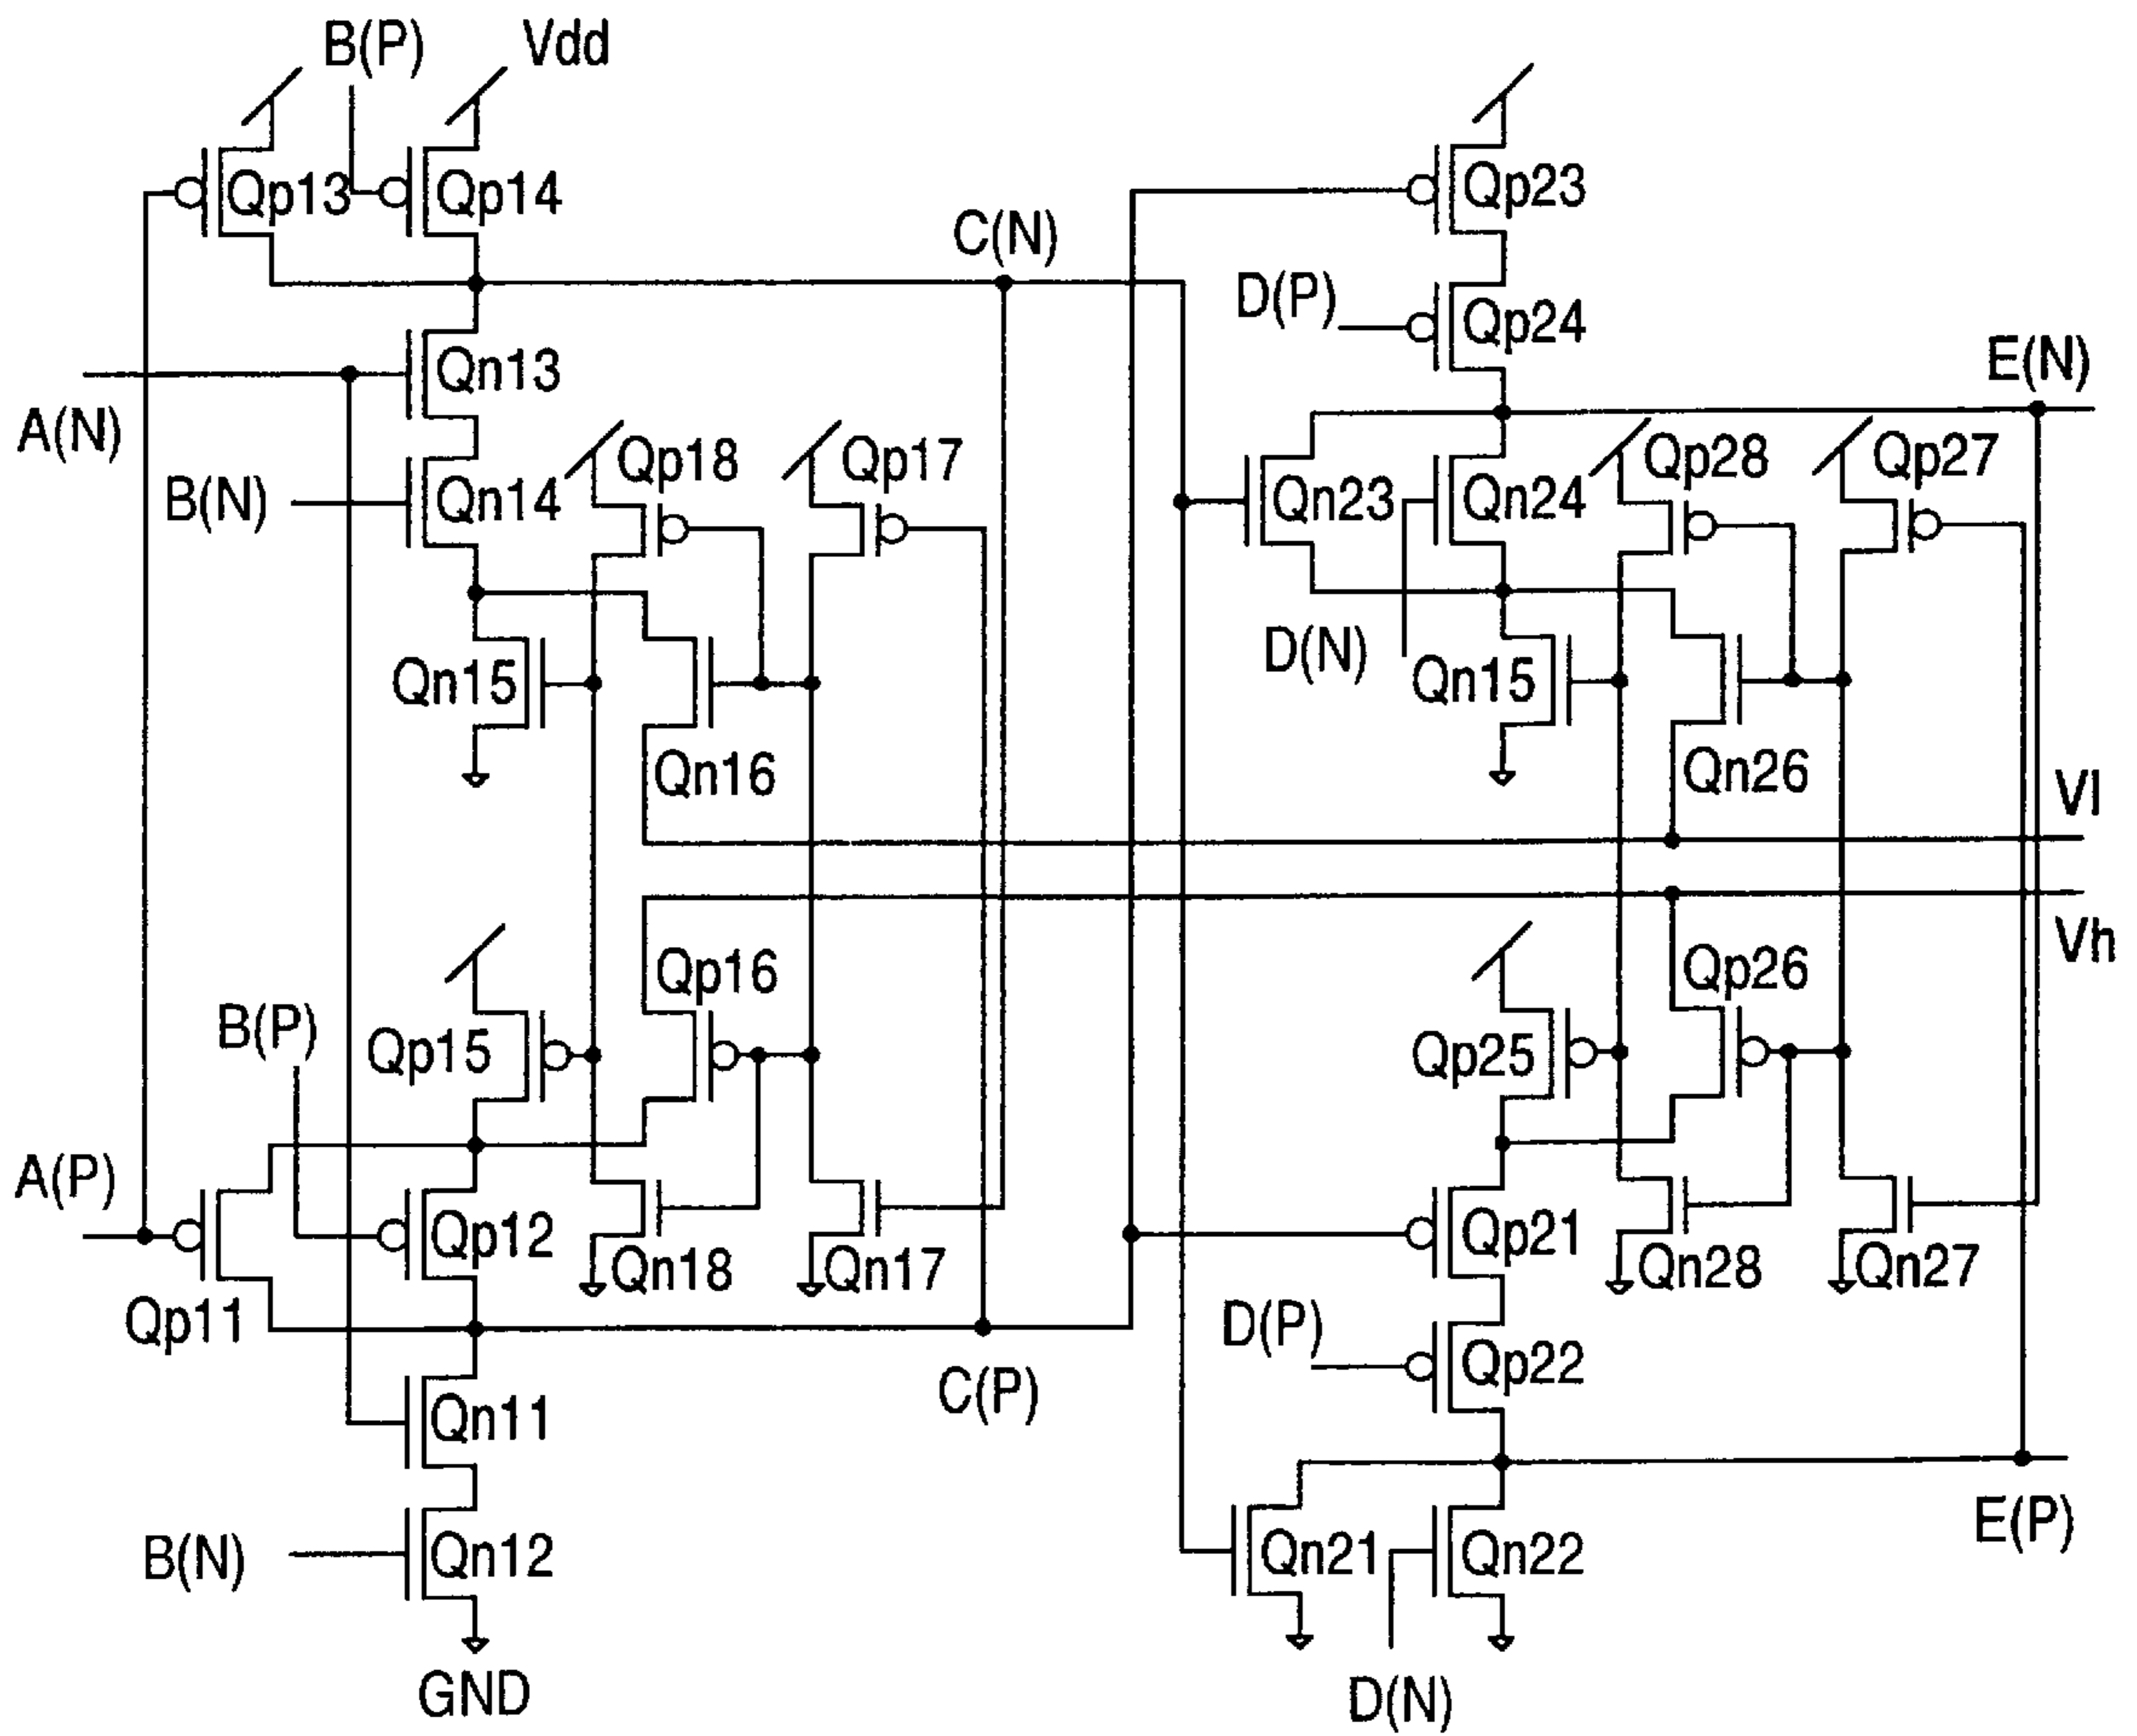 B(P)
Vdd
Qp13
Qp14
Qp23
C(N)
D(P)
Qp24
E(N)
Qn13
A(N)
Qp18
Qp17
Qp28
Qp27
B(N)
Qn14
Qn23
Qn24
D(N)
Qn15
Qn15
Qn16
Qn26
Vl
Vh
Qp16
Qp26
B(P)
Qp15
Qp25
A(P)
Qp12
Qp21
Qn18
Qn17
Qn28
Qn27
Qp11
D(P)
Qp22
C(P)
Qn11
E(P)
B(N)
Qn12
Qn21
Qn22
GND
D(N)